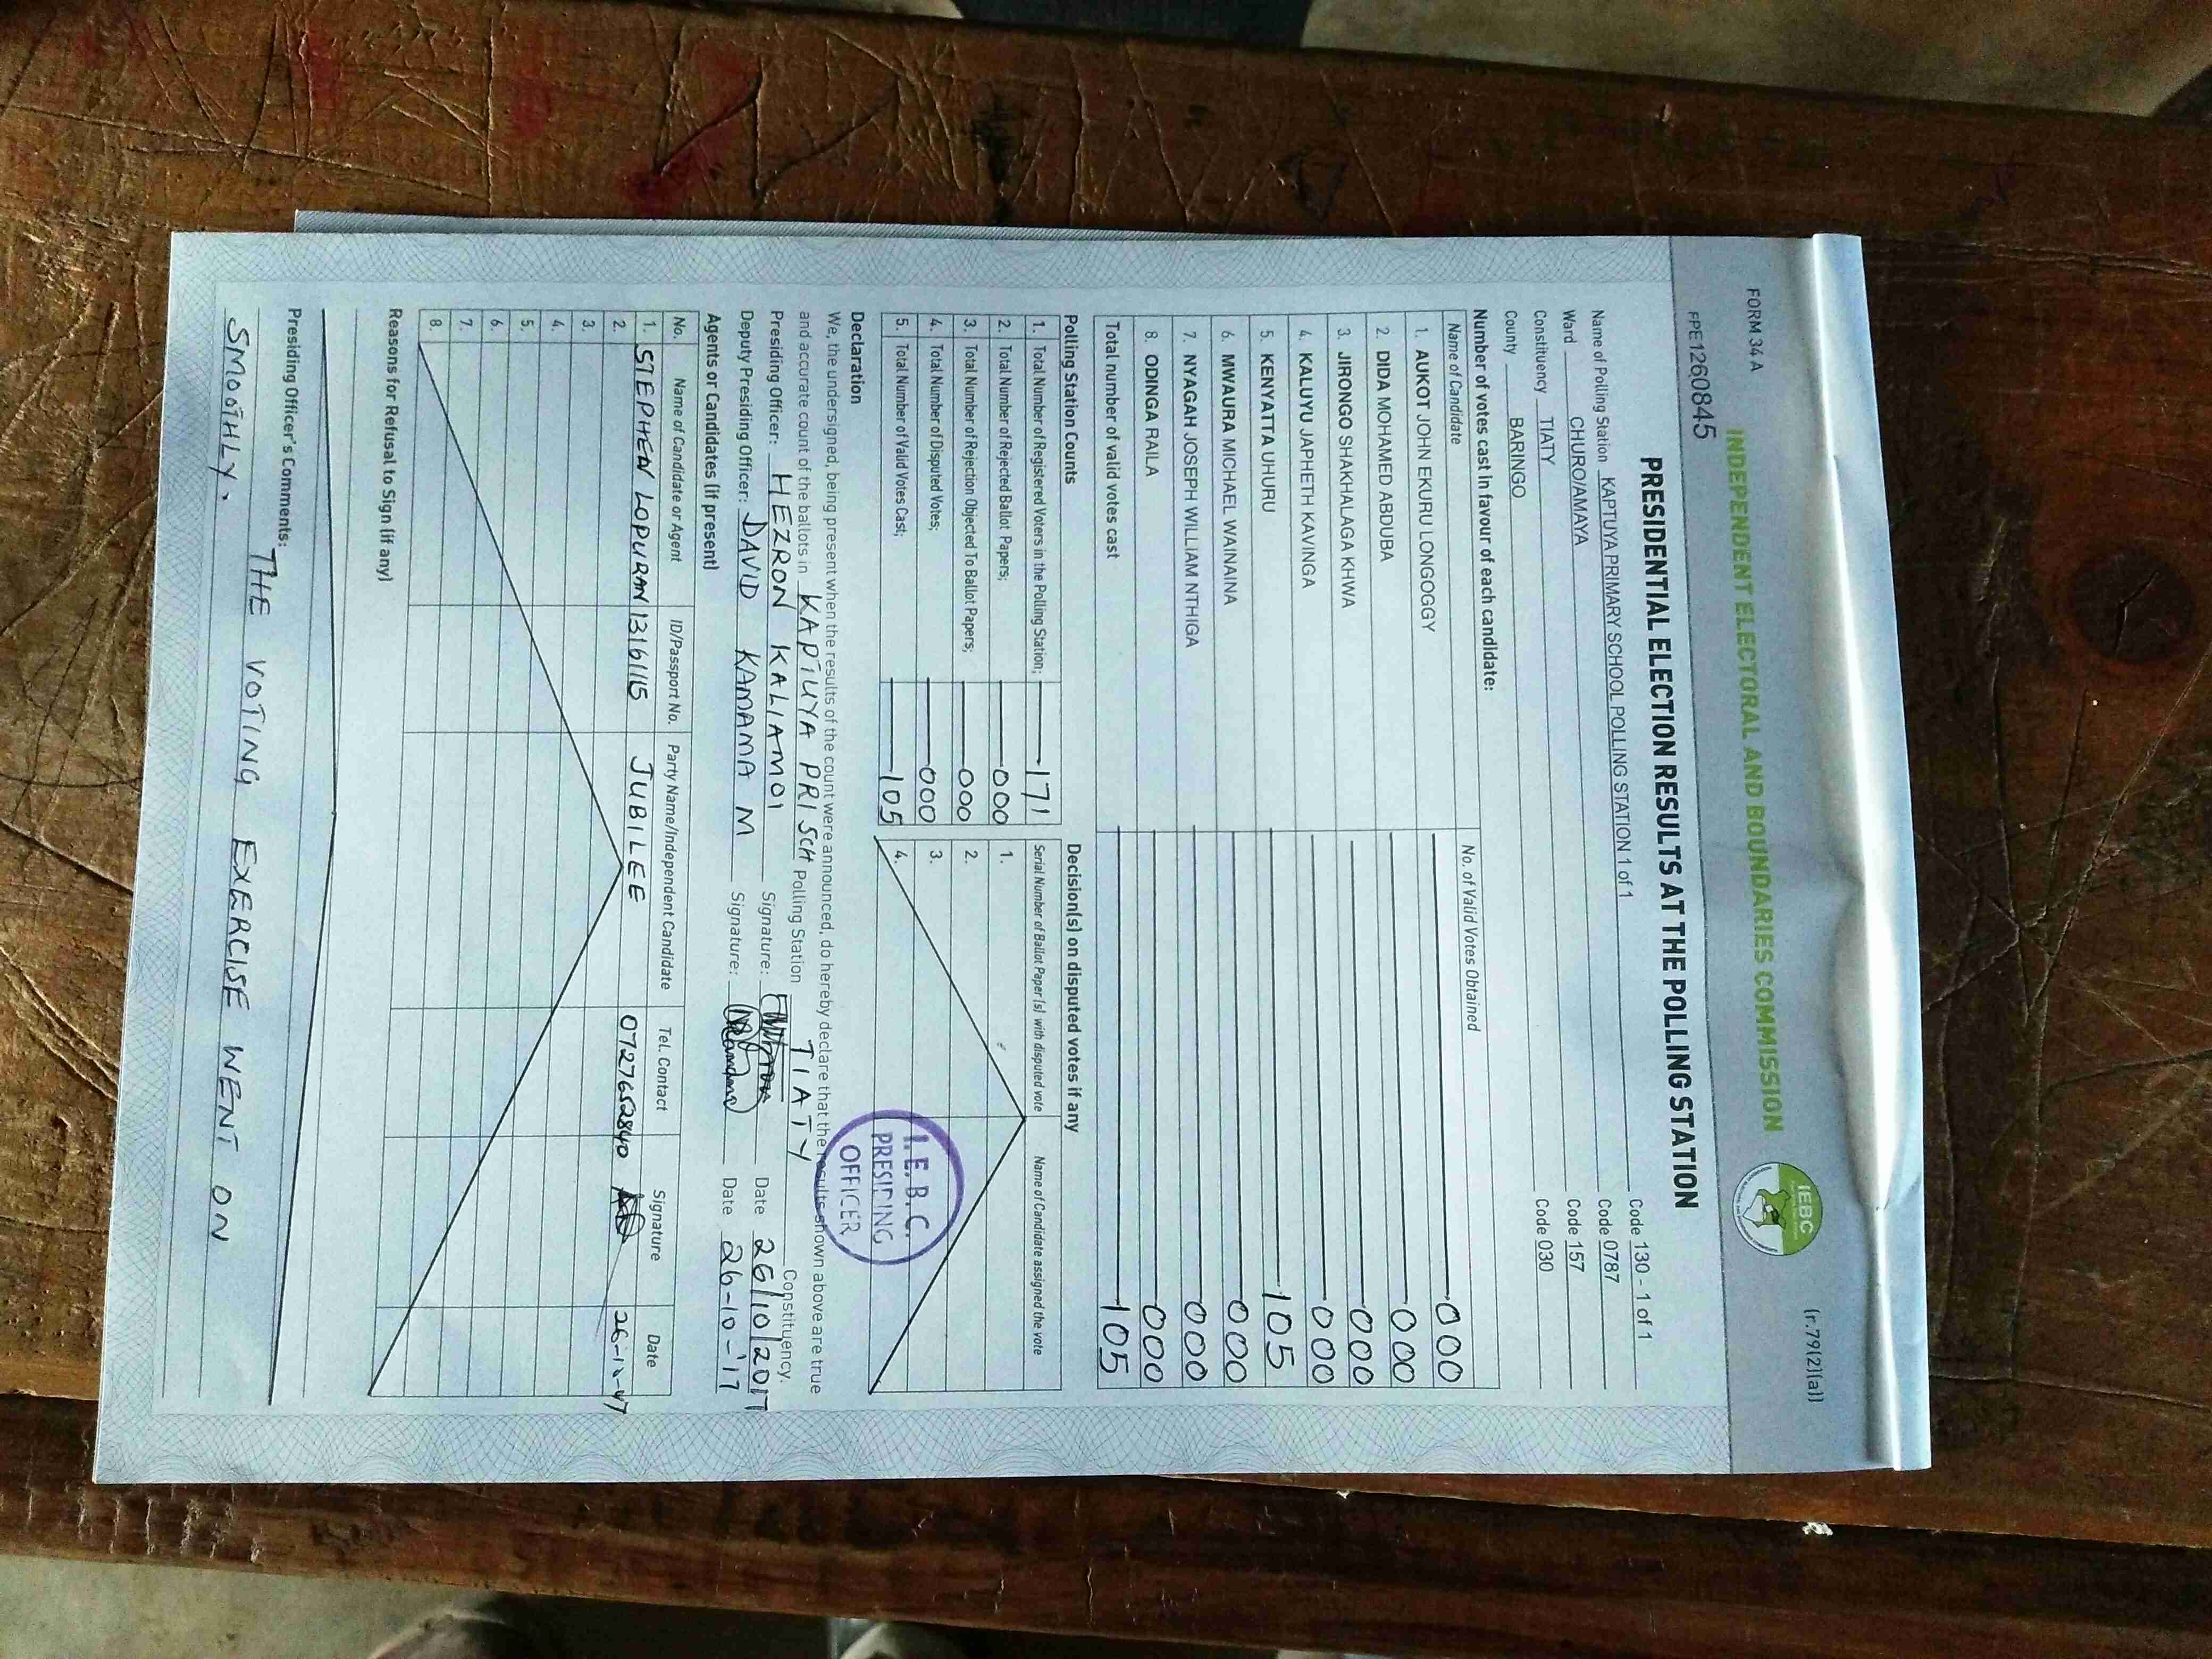 FORM 34 A
(r.79(2)(a))
INDEPENDENT ELECTORAL AND BOUNDARIES COMMISSION
IEBC
FPE1260845
PRESIDENTIAL ELECTION RESULTS AT THE POLLING STATION
Name of Polling Station KAPTUYA PRIMARY SCHOOL POLLING STATION 1 of 1 Code 130 - 1 of 1
Ward CHURO/AMAYA Code 0787
Constituency TIATY Code 157
County BARINGO Code 030
Number of votes cast in favour of each candidate:
Name of Candidate No. of Valid Votes Obtained
1. AUKOT JOHN EKURU LONGOGGY 000
2. DIDA MOHAMED ABDUBA 000
3. JIRONGO SHAKHALAGA KHWA 000
4. KALUYU JAPHETH KAVINGA 000
5. KENYATTA UHURU 105
6. MWAURA MICHAEL WAINAINA 000
7. NYAGAH JOSEPH WILLIAM NTHIGA 000
8. ODINGA RAILA 000
Total number of valid votes cast 105
Polling Station Counts
1. Total Number of Registered Voters in the Polling Station; 171
2. Total Number of Rejected Ballot Papers; 000
3. Total Number of Rejection Objected To Ballot Papers; 000
4. Total Number of Disputed Votes; 000
5. Total Number of Valid Votes Cast; 105
Decision(s) on disputed votes if any
Serial Number of Ballot Paper (s) with disputed vote Name of Candidate assigned the vote
1.
2.
3.
4.
I.E.B.C.
PRESIDING
OFFICER
Declaration
We, the undersigned, being present when the results of the count were announced, do hereby declare that the results shown above are true
and accurate count of the ballots in KAPTUYA PRI SCH Polling Station TIATY Constituency.
Presiding Officer: HEZRON KALIAMOI Signature: Date 26/10/2017
Deputy Presiding Officer: DAVID KAMAMA M Signature: Date 26-10-'17
Agents or Candidates (if present)
No. Name of Candidate or Agent ID/Passport No. Party Name/Independent Candidate Tel. Contact Signature Date
1. STEPHEN LOPURAN 13161115 JUBILEE 0727652840
2.
3.
4.
5.
6.
7.
8.
Reasons for Refusal to Sign (if any)
Presiding Officer's Comments: THE VOTING EXERCISE WENT ON
SMOOTHLY.